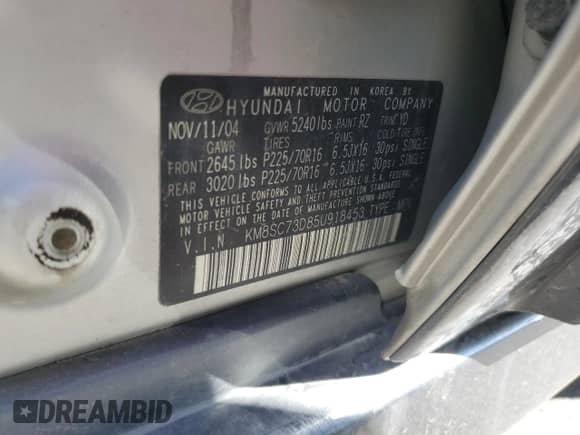 MANUFACTURED IN KOREA BY
HYUNDAI MOTOR COMPANY
NOV/11/04 GVWR 5240lbs PAINT RZ TRIM YD
GAWR TIRES RIMS COLD TIRE INFL
FRONT 2645 lbs P225/70R16 6.5JX16 30psi SINGLE
REAR 3020 lbs P225/70R16 6.5JX16 30psi SINGLE
THIS VEHICLE CONFORMS TO ALL APPLICABLE U.S.A. FEDERAL
MOTOR VEHICLE SAFETY AND THEFT PREVENTION STANDARDS
IN EFFECT ON THE DATE OF MANUFACTURE SHOWN ABOVE
V.I.N KM8SC73D85U918453 TYPE: MPV
DREAMBID